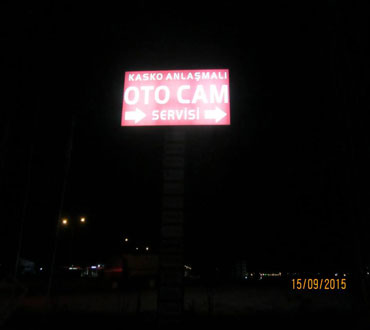 KASKO ANLAŞMALI
OTO CAM
SERVİSİ
15/09/2015